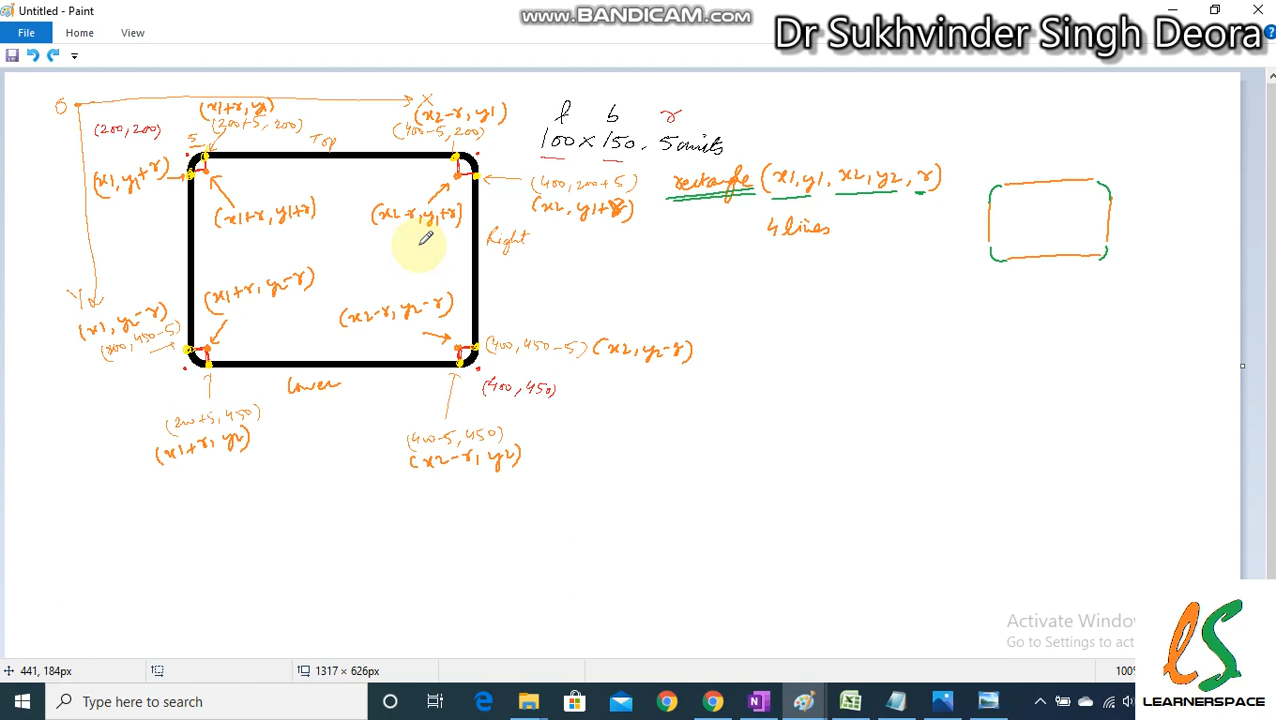 Untitled - Paint
www.BANDICAM.com
Dr Sukhvinder Singh Deora
File
Home
View
O
X
(x1+r, y1)
(x2-r, y1)
l
b
r
(200, 200)
5
(200+5, 200)
Top
(400-5, 200)
100 x 150, 5 units
(x1, y1+r)
(400, 200+5)
rectangle (x1, y1, x2, y2, r)
(x1+r, y1+r)
(x2-r, y1+r)
(x2, y1+r)
4 lines
Right
(x1+r, y2-r)
(x2-r, y2-r)
Y
(x1, y2-r)
(200, 450-5)
(400, 450-5)
(x2, y2-r)
Lower
(400, 450)
(200+5, 450)
(x1+r, y2)
(400-5, 450)
(x2-r, y2)
Activate Windo
Go to Settings to act
441, 184px
1317 × 626px
100%
Type here to search
LS
LEARNERSPACE